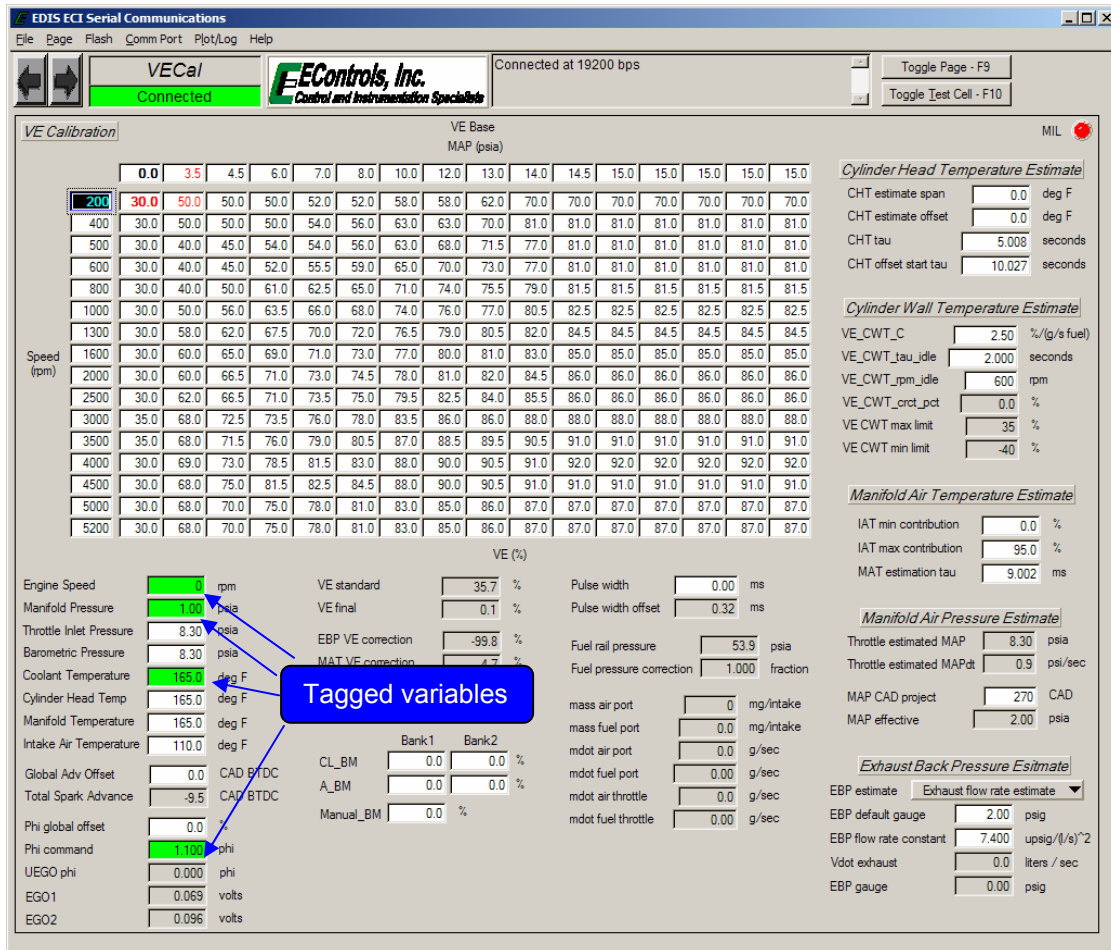 EDIS ECI Serial Communications
File Page Flash Comm Port Plot/Log Help
VECal
Connected
EControls, Inc.
Control and Instrumentation Specialists
Connected at 19200 bps
Toggle Page - F9
Toggle Test Cell - F10
VE Calibration
VE Base
MAP (psia)
MIL
0.0 3.5 4.5 6.0 7.0 8.0 10.0 12.0 13.0 14.0 14.5 15.0 15.0 15.0 15.0 15.0
200 30.0 50.0 50.0 50.0 52.0 52.0 58.0 58.0 62.0 70.0 70.0 70.0 70.0 70.0 70.0 70.0
400 30.0 50.0 50.0 50.0 54.0 56.0 63.0 63.0 70.0 81.0 81.0 81.0 81.0 81.0 81.0 81.0
500 30.0 40.0 45.0 54.0 54.0 56.0 63.0 68.0 71.5 77.0 81.0 81.0 81.0 81.0 81.0 81.0
600 30.0 40.0 45.0 52.0 55.5 59.0 65.0 70.0 73.0 77.0 81.0 81.0 81.0 81.0 81.0 81.0
800 30.0 40.0 50.0 61.0 62.5 65.0 71.0 74.0 75.5 79.0 81.5 81.5 81.5 81.5 81.5 81.5
1000 30.0 50.0 56.0 63.5 66.0 68.0 74.0 76.0 77.0 80.5 82.5 82.5 82.5 82.5 82.5 82.5
1300 30.0 58.0 62.0 67.5 70.0 72.0 76.5 79.0 80.5 82.0 84.5 84.5 84.5 84.5 84.5 84.5
1600 30.0 60.0 65.0 69.0 71.0 73.0 77.0 80.0 81.0 83.0 85.0 85.0 85.0 85.0 85.0 85.0
2000 30.0 60.0 66.5 71.0 73.0 74.5 78.0 81.0 82.0 84.5 86.0 86.0 86.0 86.0 86.0 86.0
2500 30.0 62.0 66.5 71.0 73.5 75.0 79.5 82.5 84.0 85.5 86.0 86.0 86.0 86.0 86.0 86.0
3000 35.0 68.0 72.5 73.5 76.0 78.0 83.5 86.0 86.0 88.0 88.0 88.0 88.0 88.0 88.0 88.0
3500 35.0 68.0 71.5 76.0 79.0 80.5 87.0 88.5 89.5 90.5 91.0 91.0 91.0 91.0 91.0 91.0
4000 30.0 69.0 73.0 78.5 81.5 83.0 88.0 90.0 90.5 91.0 92.0 92.0 92.0 92.0 92.0 92.0
4500 30.0 68.0 75.0 81.5 82.5 84.5 88.0 90.0 90.5 91.0 91.0 91.0 91.0 91.0 91.0 91.0
5000 30.0 68.0 70.0 75.0 78.0 81.0 83.0 85.0 86.0 87.0 87.0 87.0 87.0 87.0 87.0 87.0
5200 30.0 68.0 70.0 75.0 78.0 81.0 83.0 85.0 86.0 87.0 87.0 87.0 87.0 87.0 87.0 87.0
Speed
(rpm)
VE (%)
Cylinder Head Temperature Estimate
CHT estimate span 0.0 deg F
CHT estimate offset 0.0 deg F
CHT tau 5.008 seconds
CHT offset start tau 10.027 seconds
Cylinder Wall Temperature Estimate
VE_CWT_C 2.50 %/(g/s fuel)
VE_CWT_tau_idle 2.000 seconds
VE_CWT_rpm_idle 600 rpm
VE_CWT_crct_pct 0.0 %
VE CWT max limit 35 %
VE CWT min limit -40 %
Manifold Air Temperature Estimate
IAT min contribution 0.0 %
IAT max contribution 95.0 %
MAT estimation tau 9.002 ms
Manifold Air Pressure Estimate
Throttle estimated MAP 8.30 psia
Throttle estimated MAPdt 0.9 psi/sec
MAP CAD project 270 CAD
MAP effective 2.00 psia
Exhaust Back Pressure Esitmate
EBP estimate Exhaust flow rate estimate
EBP default gauge 2.00 psig
EBP flow rate constant 7.400 upsig/(l/s)^2
Vdot exhaust 0.0 liters / sec
EBP gauge 0.00 psig
Engine Speed 0 rpm
Manifold Pressure 1.00 psia
Throttle Inlet Pressure 8.30 psia
Barometric Pressure 8.30 psia
Coolant Temperature 165.0 deg F
Cylinder Head Temp 165.0 deg F
Manifold Temperature 165.0 deg F
Intake Air Temperature 110.0 deg F
Global Adv Offset 0.0 CAD BTDC
Total Spark Advance -9.5 CAD BTDC
Phi global offset 0.0 %
Phi command 1.100 phi
UEGO phi 0.000 phi
EGO1 0.069 volts
EGO2 0.096 volts
VE standard 35.7 %
VE final 0.1 %
EBP VE correction -99.8 %
MAT VE correction -4.7 %
Tagged variables
Bank1 Bank2
CL_BM 0.0 0.0 %
A_BM 0.0 0.0 %
Manual_BM 0.0 %
Pulse width 0.00 ms
Pulse width offset 0.32 ms
Fuel rail pressure 53.9 psia
Fuel pressure correction 1.000 fraction
mass air port 0 mg/intake
mass fuel port 0.0 mg/intake
mdot air port 0.0 g/sec
mdot fuel port 0.00 g/sec
mdot air throttle 0.0 g/sec
mdot fuel throttle 0.00 g/sec